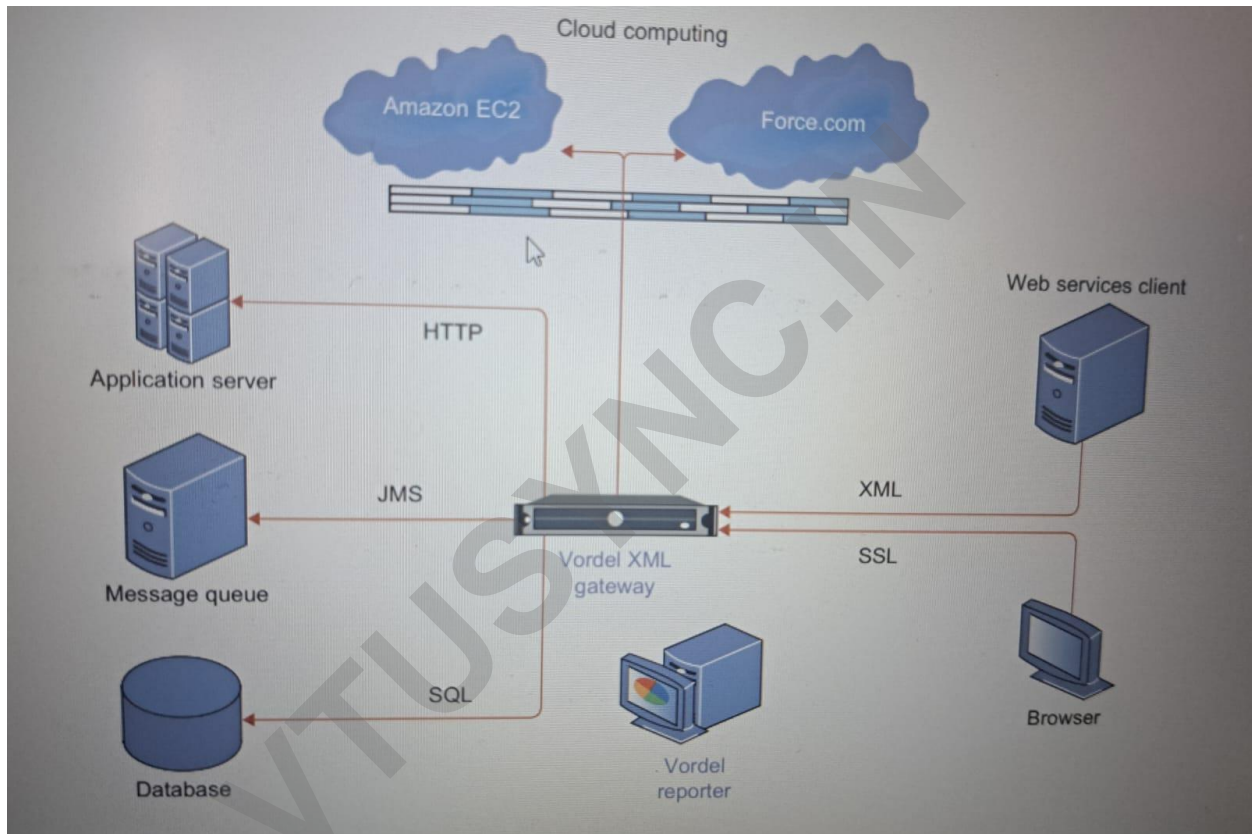 Cloud computing
Amazon EC2
Force.com
Web services client
HTTP
Application server
JMS
XML
SSL
Vordel XML
gateway
Message queue
SQL
Browser
Vordel
reporter
Database
VTUSYNC.IN